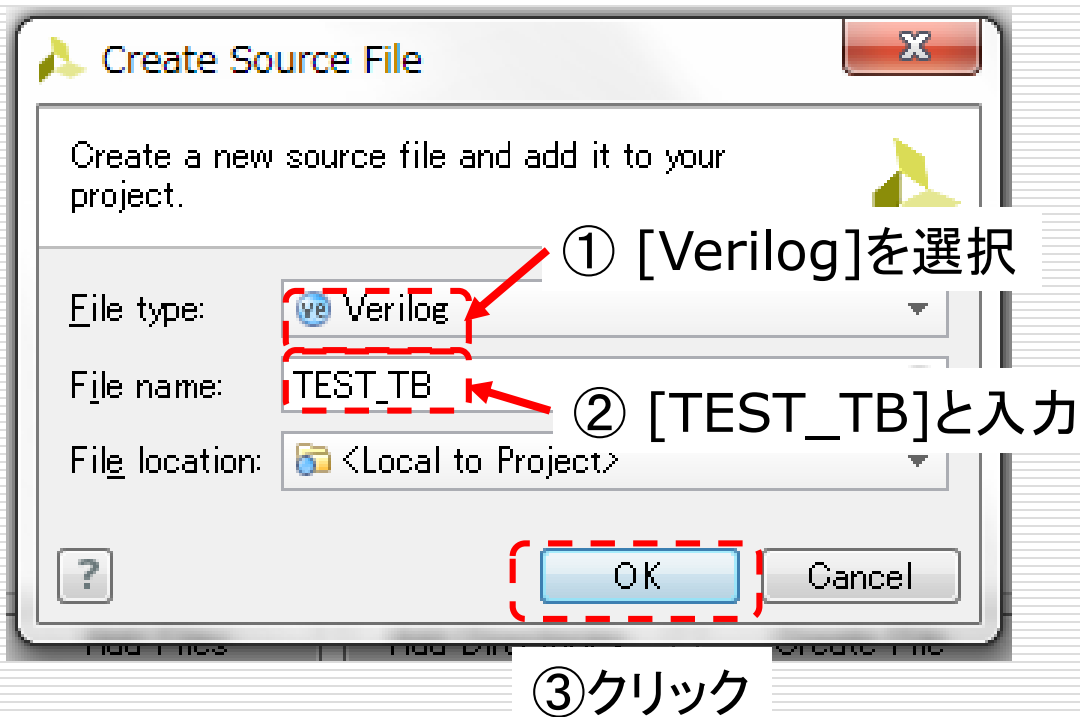 Create Source File
Create a new source file and add it to your
project.
① [Verilog]を選択
File type:
Verilog
File name:
TEST_TB
② [TEST_TB]と入力
File location:
<Local to Project>
?
OK
Cancel
③クリック